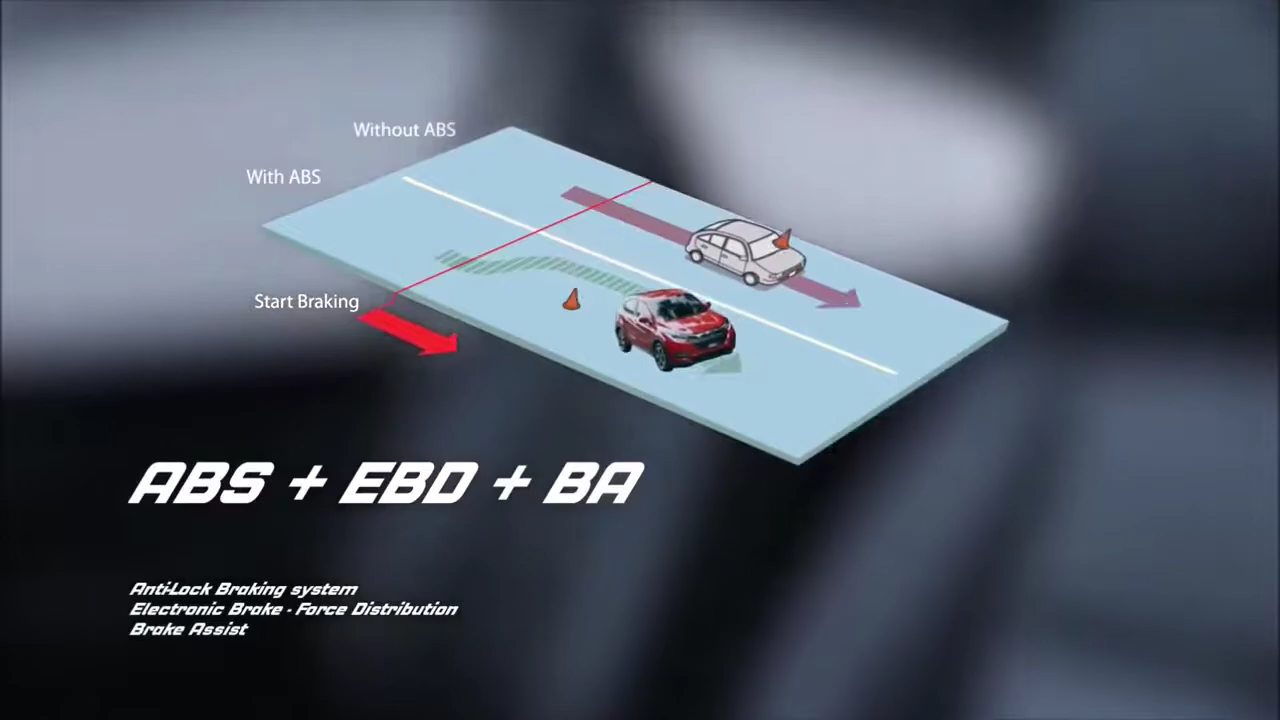 Without ABS
With ABS
Start Braking
ABS + EBD + BA
Anti-Lock Braking system
Electronic Brake - Force Distribution
Brake Assist